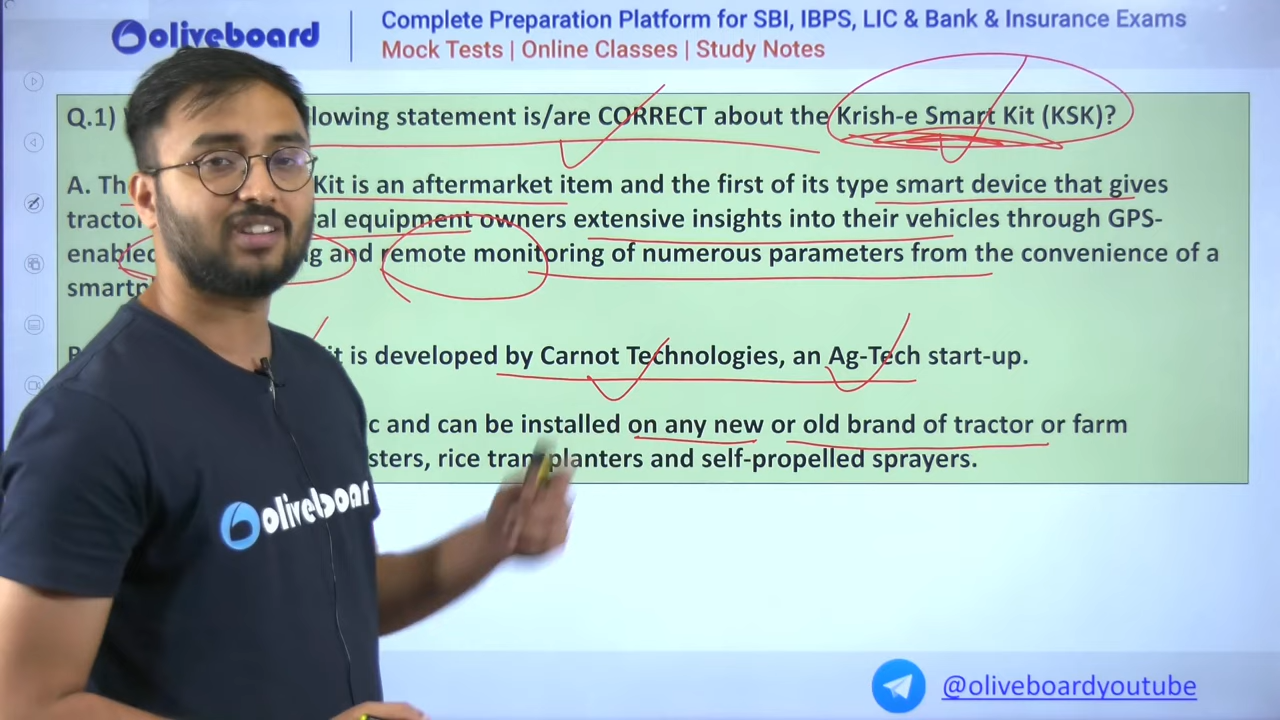 oliveboard
Complete Preparation Platform for SBI, IBPS, LIC & Bank & Insurance Exams
Mock Tests | Online Classes | Study Notes
Q.1) lowing statement is/are CORRECT about the Krish-e Smart Kit (KSK)?
A. Th Kit is an aftermarket item and the first of its type smart device that gives
tractor al equipment owners extensive insights into their vehicles through GPS-
enabled g and remote monitoring of numerous parameters from the convenience of a
smartp
it is developed by Carnot Technologies, an Ag-Tech start-up.
c and can be installed on any new or old brand of tractor or farm
sters, rice transplanters and self-propelled sprayers.
oliveboar
@oliveboardyoutube